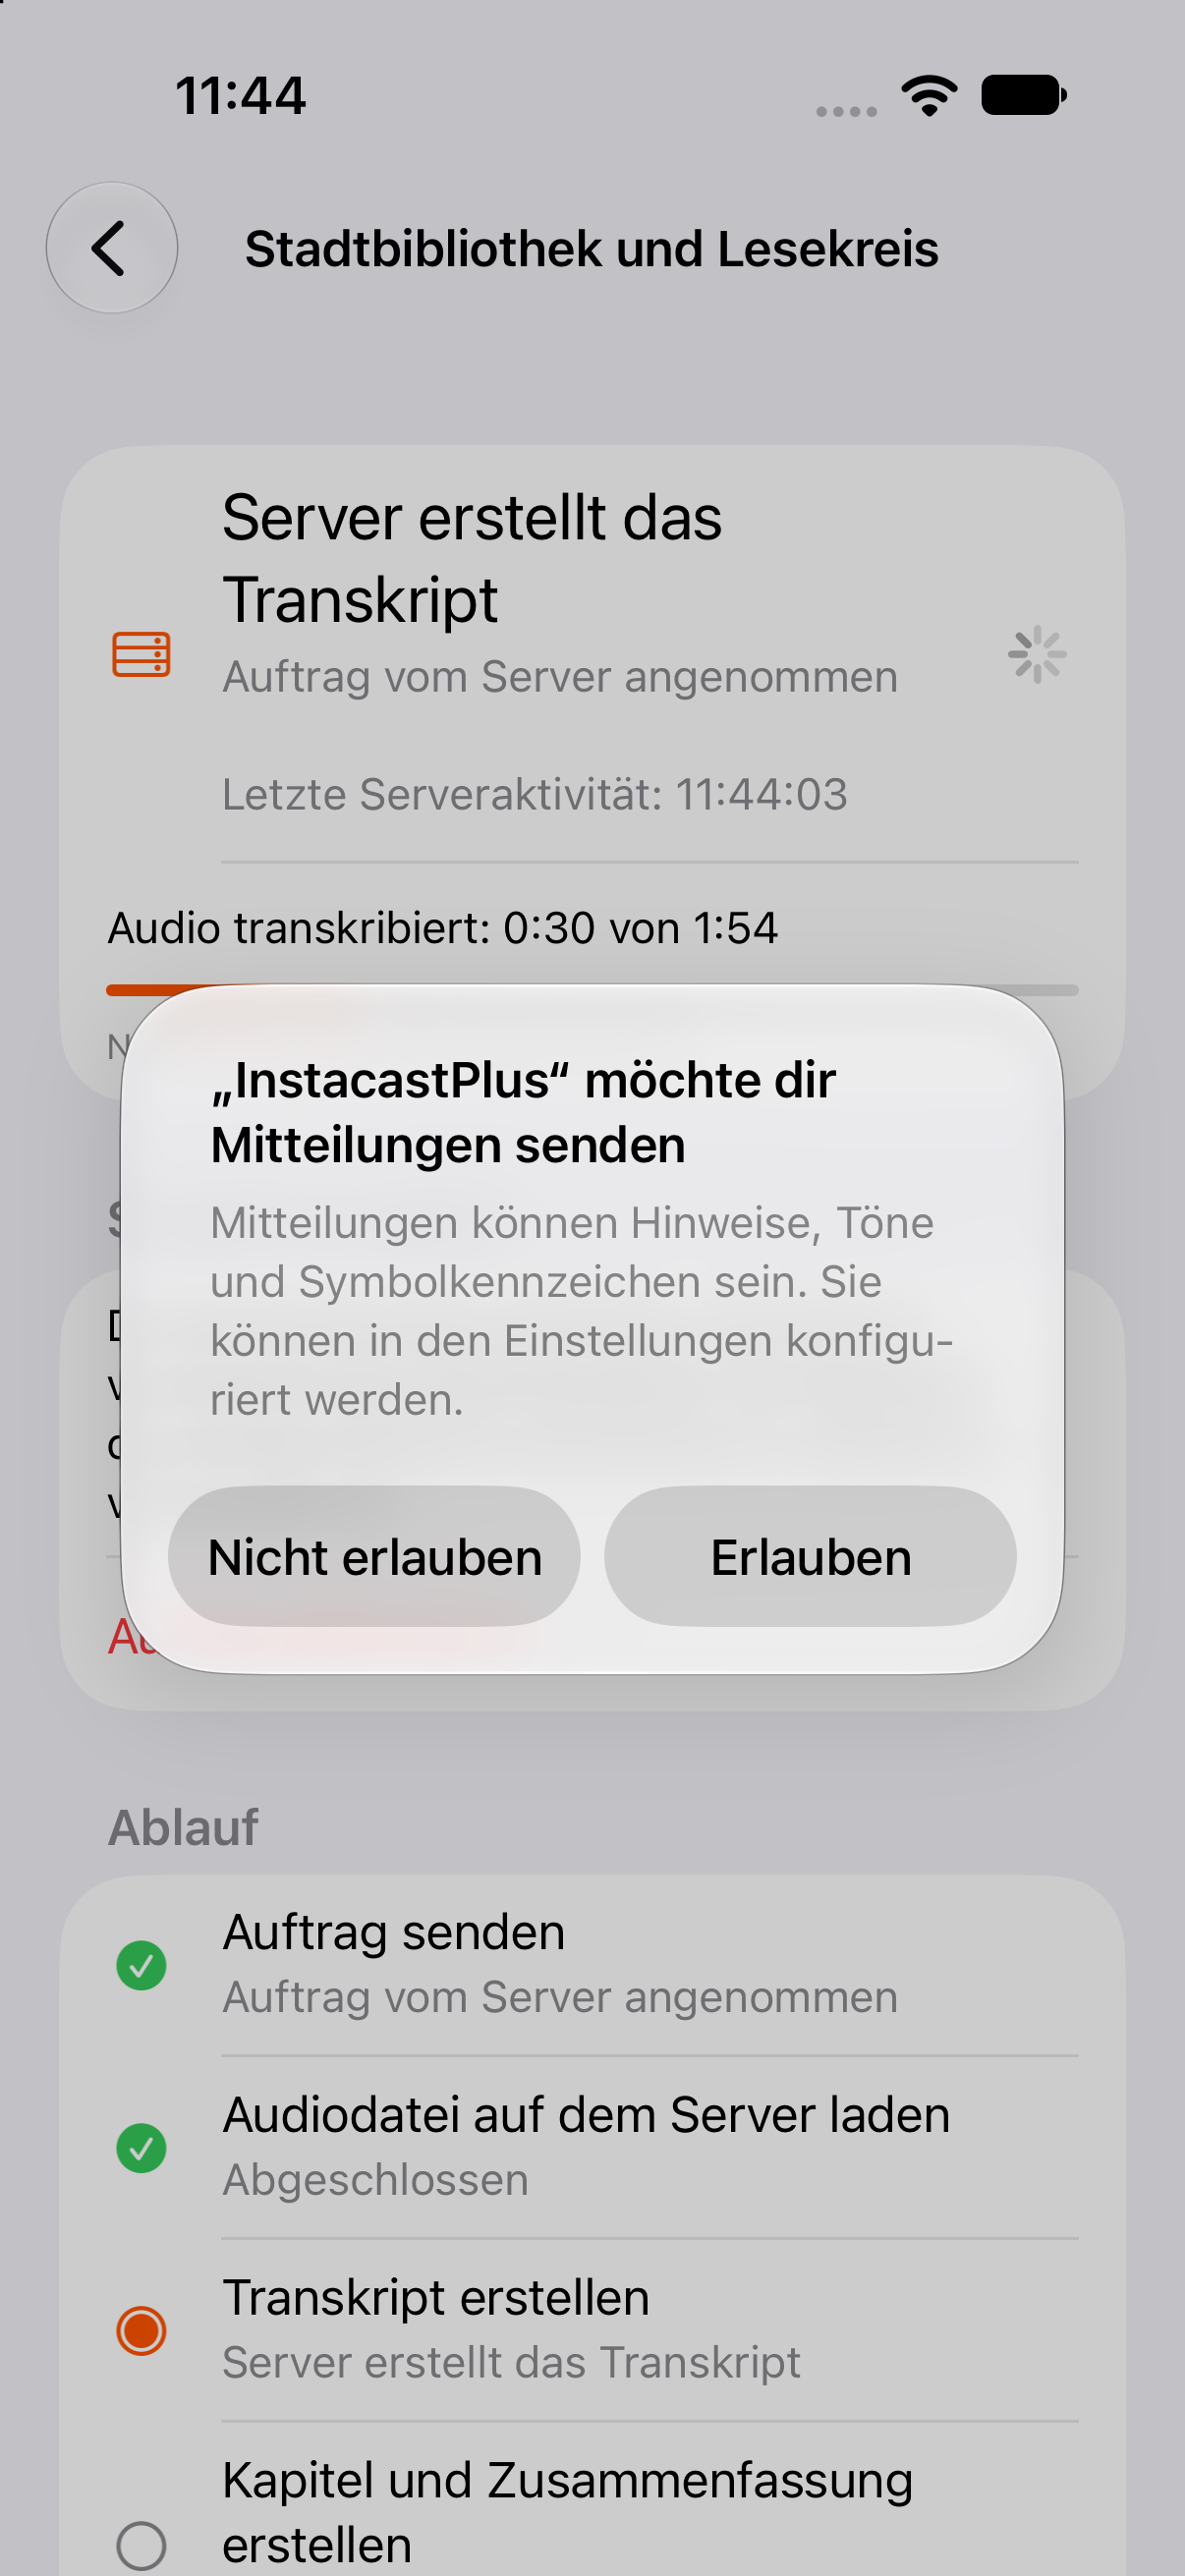 11:44
Stadtbibliothek und Lesekreis
Server erstellt das
Transkript
Auftrag vom Server angenommen
Letzte Serveraktivität: 11:44:03
Audio transkribiert: 0:30 von 1:54
„InstacastPlus“ möchte dir
Mitteilungen senden
Mitteilungen können Hinweise, Töne
und Symbolkennzeichen sein. Sie
können in den Einstellungen konfigu-
riert werden.
Nicht erlauben
Erlauben
Ablauf
Auftrag senden
Auftrag vom Server angenommen
Audiodatei auf dem Server laden
Abgeschlossen
Transkript erstellen
Server erstellt das Transkript
Kapitel und Zusammenfassung
erstellen